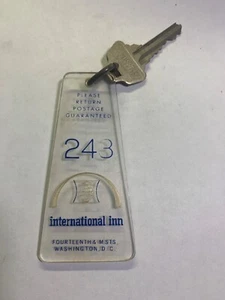 PLEASE
RETURN
POSTAGE
GUARANTEED
243
international inn
FOURTEENTH & M STS.
WASHINGTON, D.C.